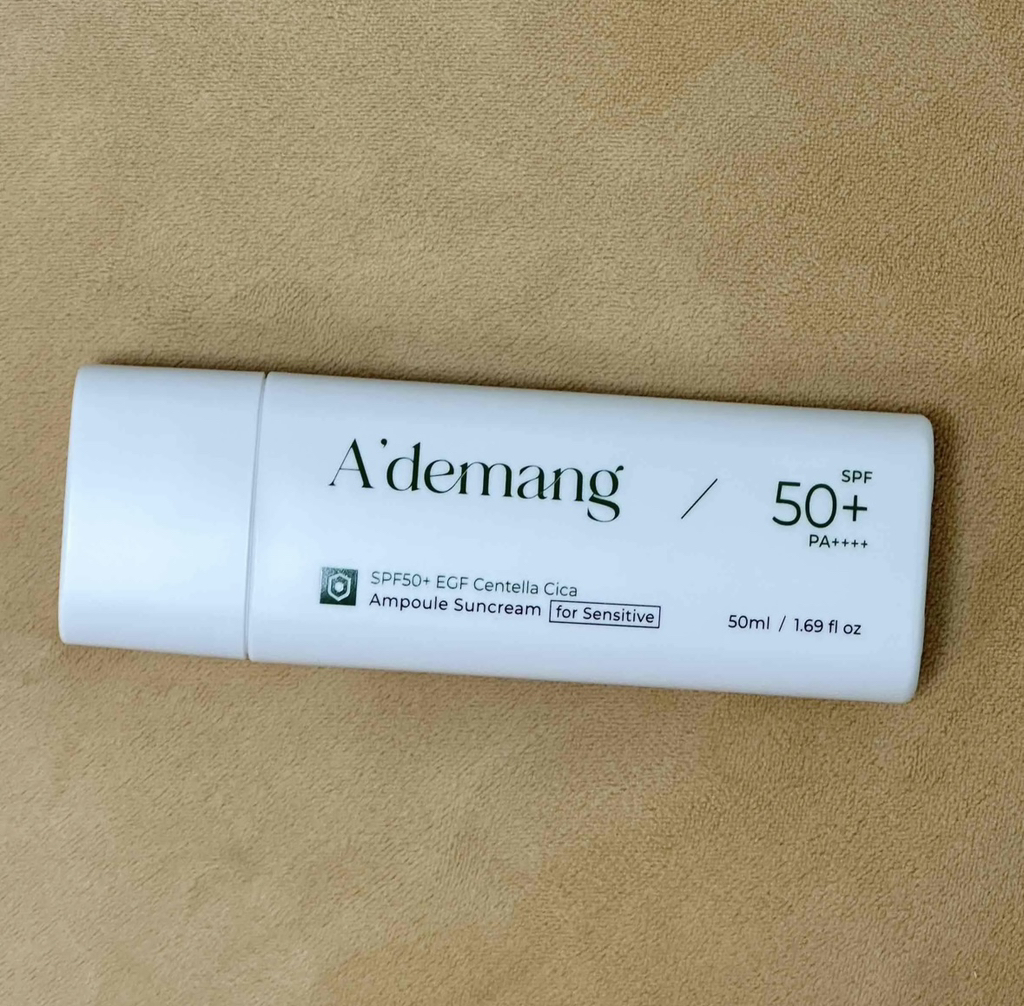 A'demang / SPF
50+
PA++++
SPF50+ EGF Centella Cica
Ampoule Suncream for Sensitive
50ml / 1.69 fl oz